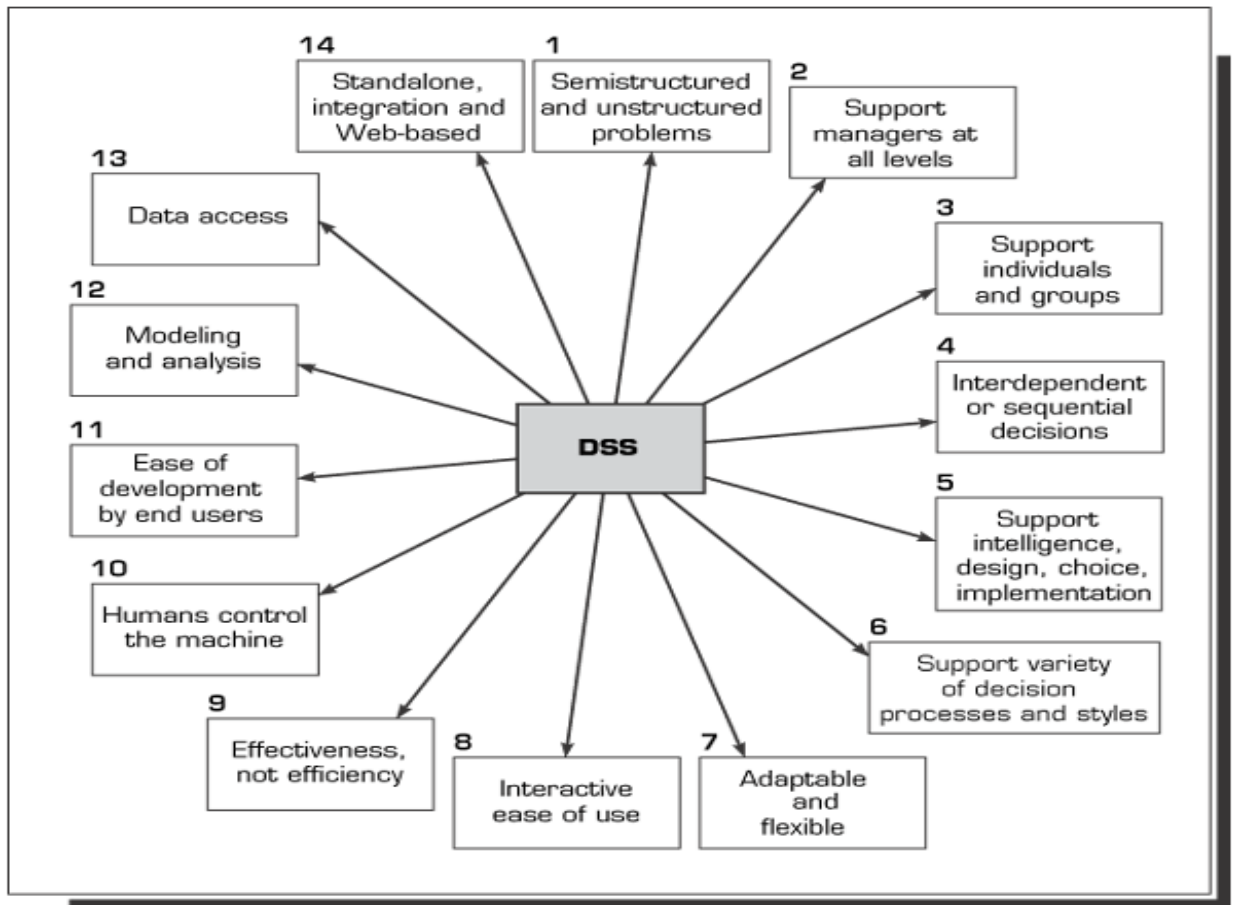 14
Standalone,
integration and
Web-based
1
Semistructured
and unstructured
problems
2
Support
managers at
all levels
13
Data access
3
Support
individuals
and groups
12
Modeling
and analysis
4
Interdependent
or sequential
decisions
DSS
11
Ease of
development
by end users
5
Support
intelligence,
design, choice,
implementation
10
Humans control
the machine
6
Support variety
of decision
processes and styles
9
Effectiveness,
not efficiency
8
Interactive
ease of use
7
Adaptable
and
flexible